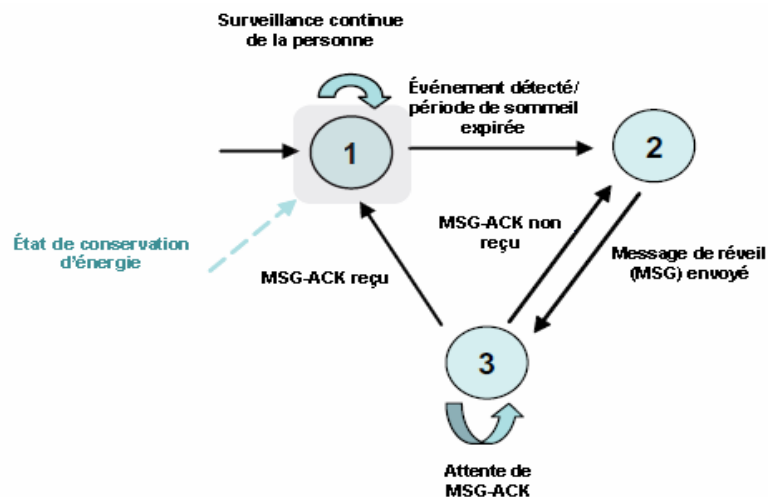 Surveillance continue
de la personne
Événement détecté/
période de sommeil
expirée
1
2
MSG-ACK non
reçu
État de conservation
d'énergie
MSG-ACK reçu
Message de réveil
(MSG) envoyé
3
Attente de
MSG-ACK